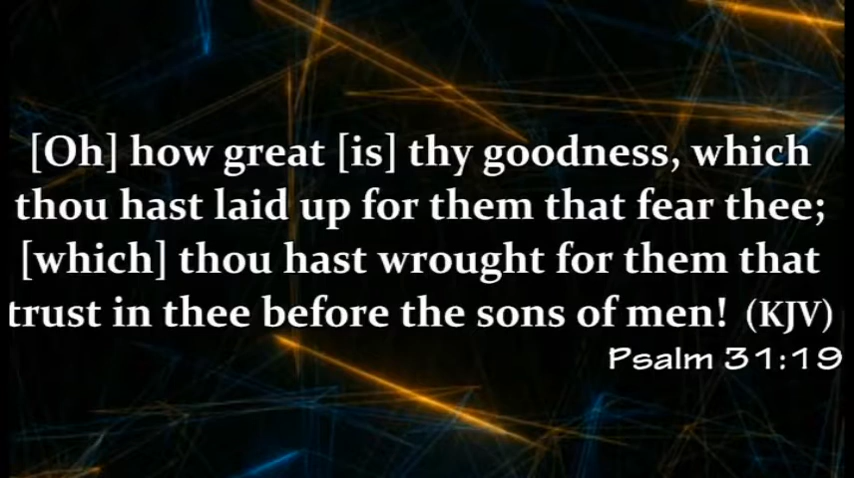 [Oh] how great [is] thy goodness, which
thou hast laid up for them that fear thee;
[which] thou hast wrought for them that
trust in thee before the sons of men! (KJV)
Psalm 31:19